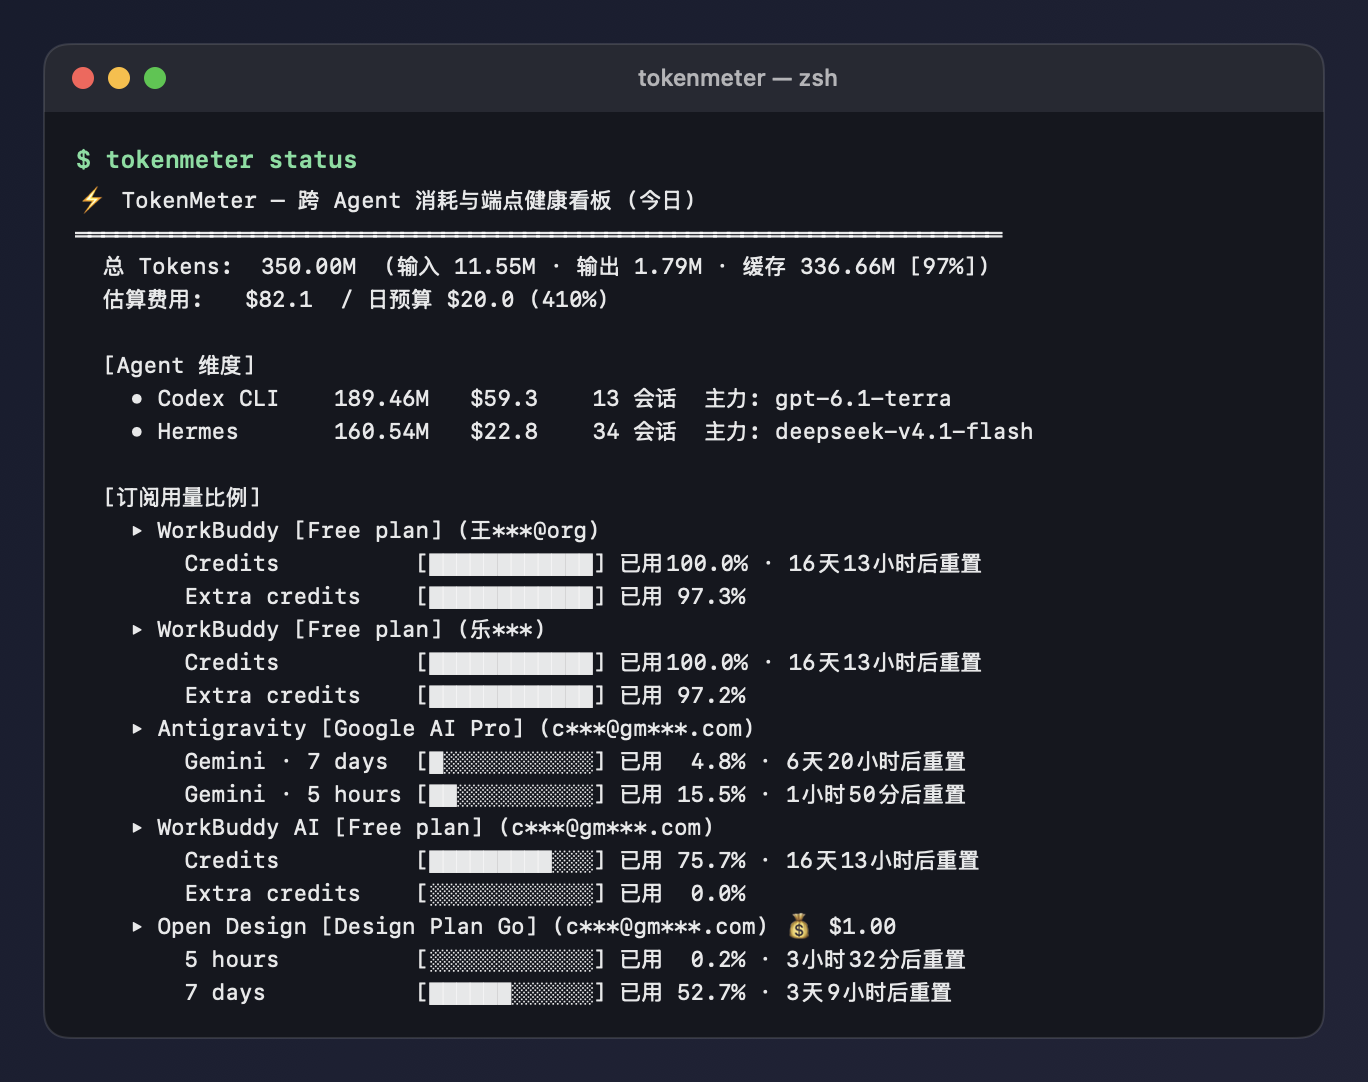 tokenmeter — zsh
$ tokenmeter status
⚡ TokenMeter — 跨 Agent 消耗与端点健康看板 (今日)
总 Tokens: 350.00M (输入 11.55M · 输出 1.79M · 缓存 336.66M [97%])
估算费用: $82.1 / 日预算 $20.0 (410%)
[Agent 维度]
● Codex CLI 189.46M $59.3 13 会话 主力: gpt-6.1-terra
● Hermes 160.54M $22.8 34 会话 主力: deepseek-v4.1-flash
[订阅用量比例]
▸ WorkBuddy [Free plan] (王***@org)
Credits [████████████] 已用100.0% · 16天13小时后重置
Extra credits [████████████] 已用 97.3%
▸ WorkBuddy [Free plan] (乐***)
Credits [████████████] 已用100.0% · 16天13小时后重置
Extra credits [████████████] 已用 97.2%
▸ Antigravity [Google AI Pro] (c***@gm***.com)
Gemini · 7 days [█░░░░░░░░░░░] 已用 4.8% · 6天20小时后重置
Gemini · 5 hours [██░░░░░░░░░░] 已用 15.5% · 1小时50分后重置
▸ WorkBuddy AI [Free plan] (c***@gm***.com)
Credits [█████████░░░] 已用 75.7% · 16天13小时后重置
Extra credits [░░░░░░░░░░░░] 已用 0.0%
▸ Open Design [Design Plan Go] (c***@gm***.com) 💰 $1.00
5 hours [░░░░░░░░░░░░] 已用 0.2% · 3小时32分后重置
7 days [██████░░░░░░] 已用 52.7% · 3天9小时后重置